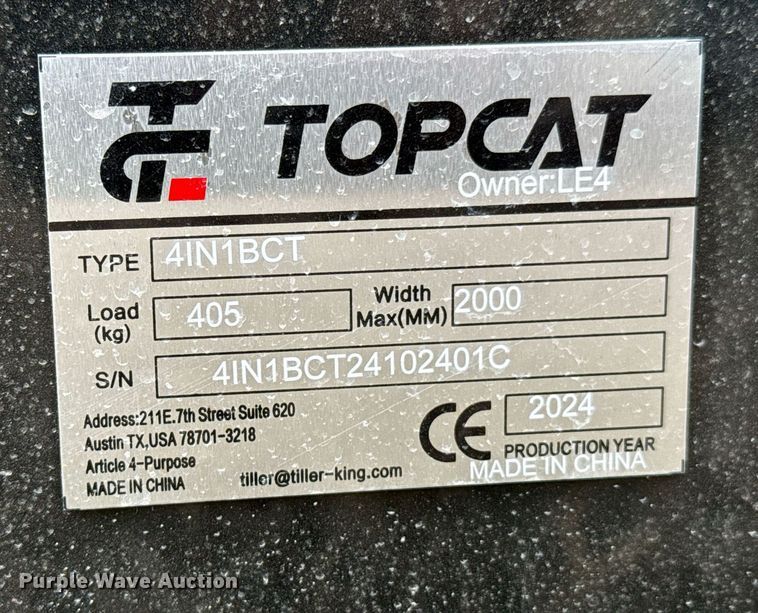 TOPCAT
Owner:LE4
TYPE 4IN1BCT
Load (kg) 405 Width Max(MM) 2000
S/N 4IN1BCT24102401C
Address:211E.7th Street Suite 620
Austin TX,USA 78701-3218
Article 4-Purpose
MADE IN CHINA
tiller@tiller-king.com
CE 2024
PRODUCTION YEAR
MADE IN CHINA
Purple Wave Auction